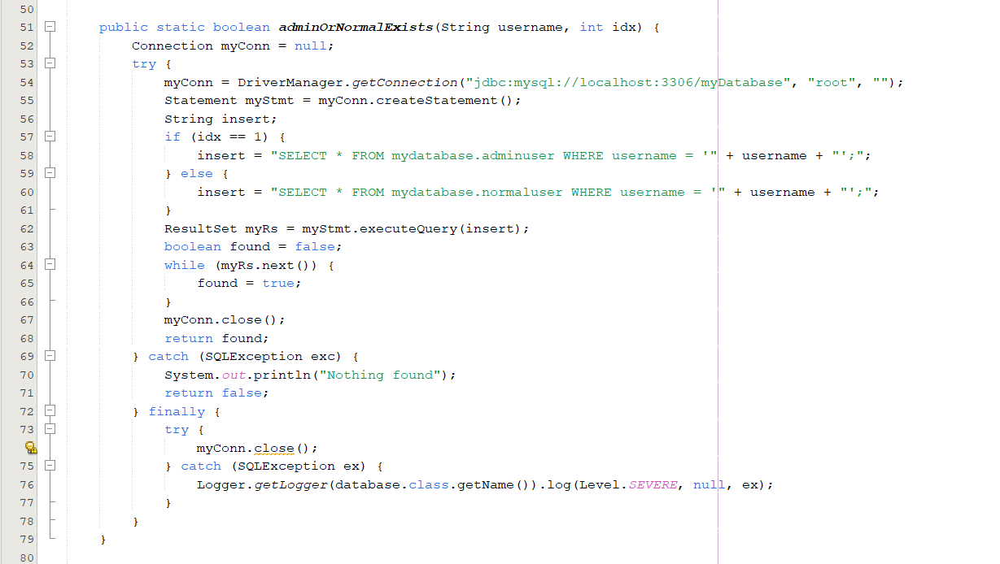 50
51 public static boolean adminOrNormalExists(String username, int idx) {
52 Connection myConn = null;
53 try {
54 myConn = DriverManager.getConnection("jdbc:mysql://localhost:3306/myDatabase", "root", "");
55 Statement myStmt = myConn.createStatement();
56 String insert;
57 if (idx == 1) {
58 insert = "SELECT * FROM mydatabase.adminuser WHERE username = '" + username + "';";
59 } else {
60 insert = "SELECT * FROM mydatabase.normaluser WHERE username = '" + username + "';";
61 }
62 ResultSet myRs = myStmt.executeQuery(insert);
63 boolean found = false;
64 while (myRs.next()) {
65 found = true;
66 }
67 myConn.close();
68 return found;
69 } catch (SQLException exc) {
70 System.out.println("Nothing found");
71 return false;
72 } finally {
73 try {
myConn.close();
75 } catch (SQLException ex) {
76 Logger.getLogger(database.class.getName()).log(Level.SEVERE, null, ex);
77 }
78 }
79 }
80